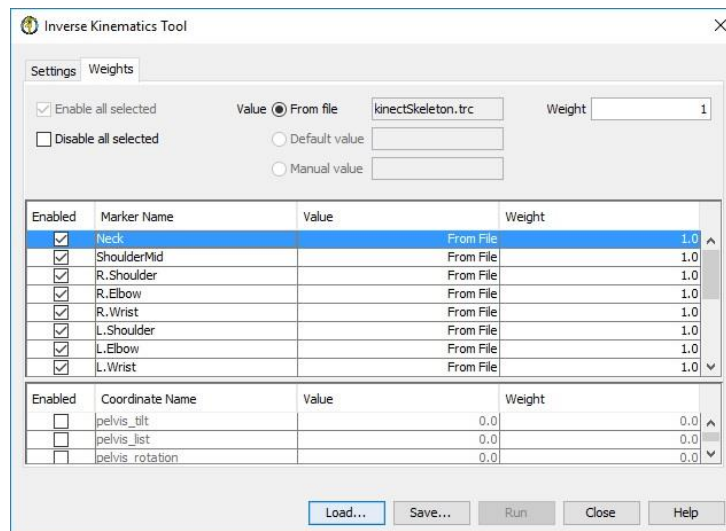 Inverse Kinematics Tool
Settings Weights
Enable all selected Value From file kinectSkeleton.trc Weight 1
Disable all selected Default value
Manual value
Enabled Marker Name Value Weight
Neck From File 1.0
ShoulderMid From File 1.0
R.Shoulder From File 1.0
R.Elbow From File 1.0
R.Wrist From File 1.0
L.Shoulder From File 1.0
L.Elbow From File 1.0
L.Wrist From File 1.0
Enabled Coordinate Name Value Weight
pelvis_tilt 0.0 0.0
pelvis_list 0.0 0.0
pelvis_rotation 0.0 0.0
Load... Save... Run Close Help